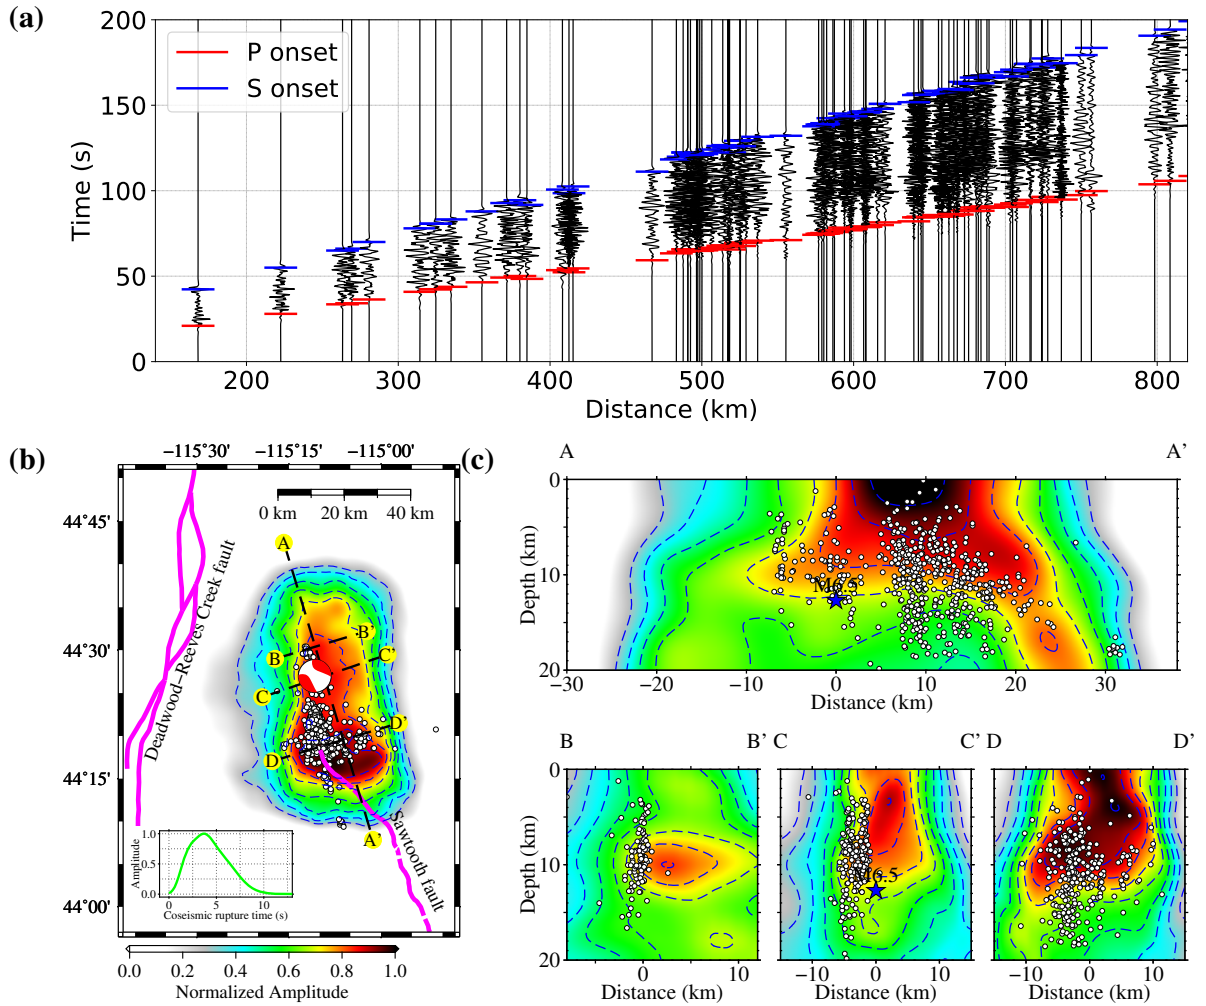 (a)
200
150
100
50
0
Time (s)
P onset
S onset
200
300
400
500
600
700
800
Distance (km)
(b)
−115°30'
−115°15'
−115°00'
44°45'
44°30'
44°15'
44°00'
0 km
20 km
40 km
A
B'
B
C'
C
D'
D
A'
Deadwood−Reeves Creek fault
Sawtooth fault
Amplitude
1.0
0.5
0.0
0
5
10
Coseismic rupture time (s)
0.0
0.2
0.4
0.6
0.8
1.0
Normalized Amplitude
(c)
A
A'
0
10
20
Depth (km)
M6.5
−30
−20
−10
0
10
20
30
Distance (km)
B
B'
0
10
20
Depth (km)
0
10
Distance (km)
C
C'
M6.5
−10
0
10
Distance (km)
D
D'
−10
0
10
Distance (km)